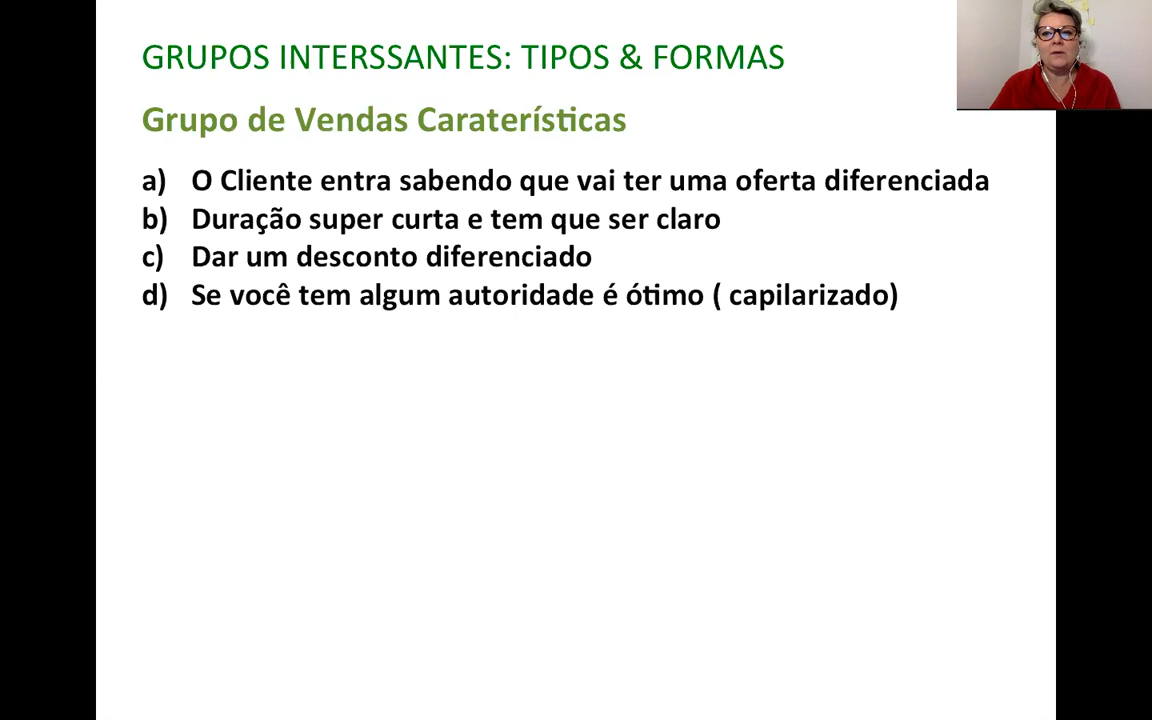 GRUPOS INTERSSANTES: TIPOS & FORMAS
Grupo de Vendas Caraterísticas
a) O Cliente entra sabendo que vai ter uma oferta diferenciada
b) Duração super curta e tem que ser claro
c) Dar um desconto diferenciado
d) Se você tem algum autoridade é ótimo ( capilarizado)